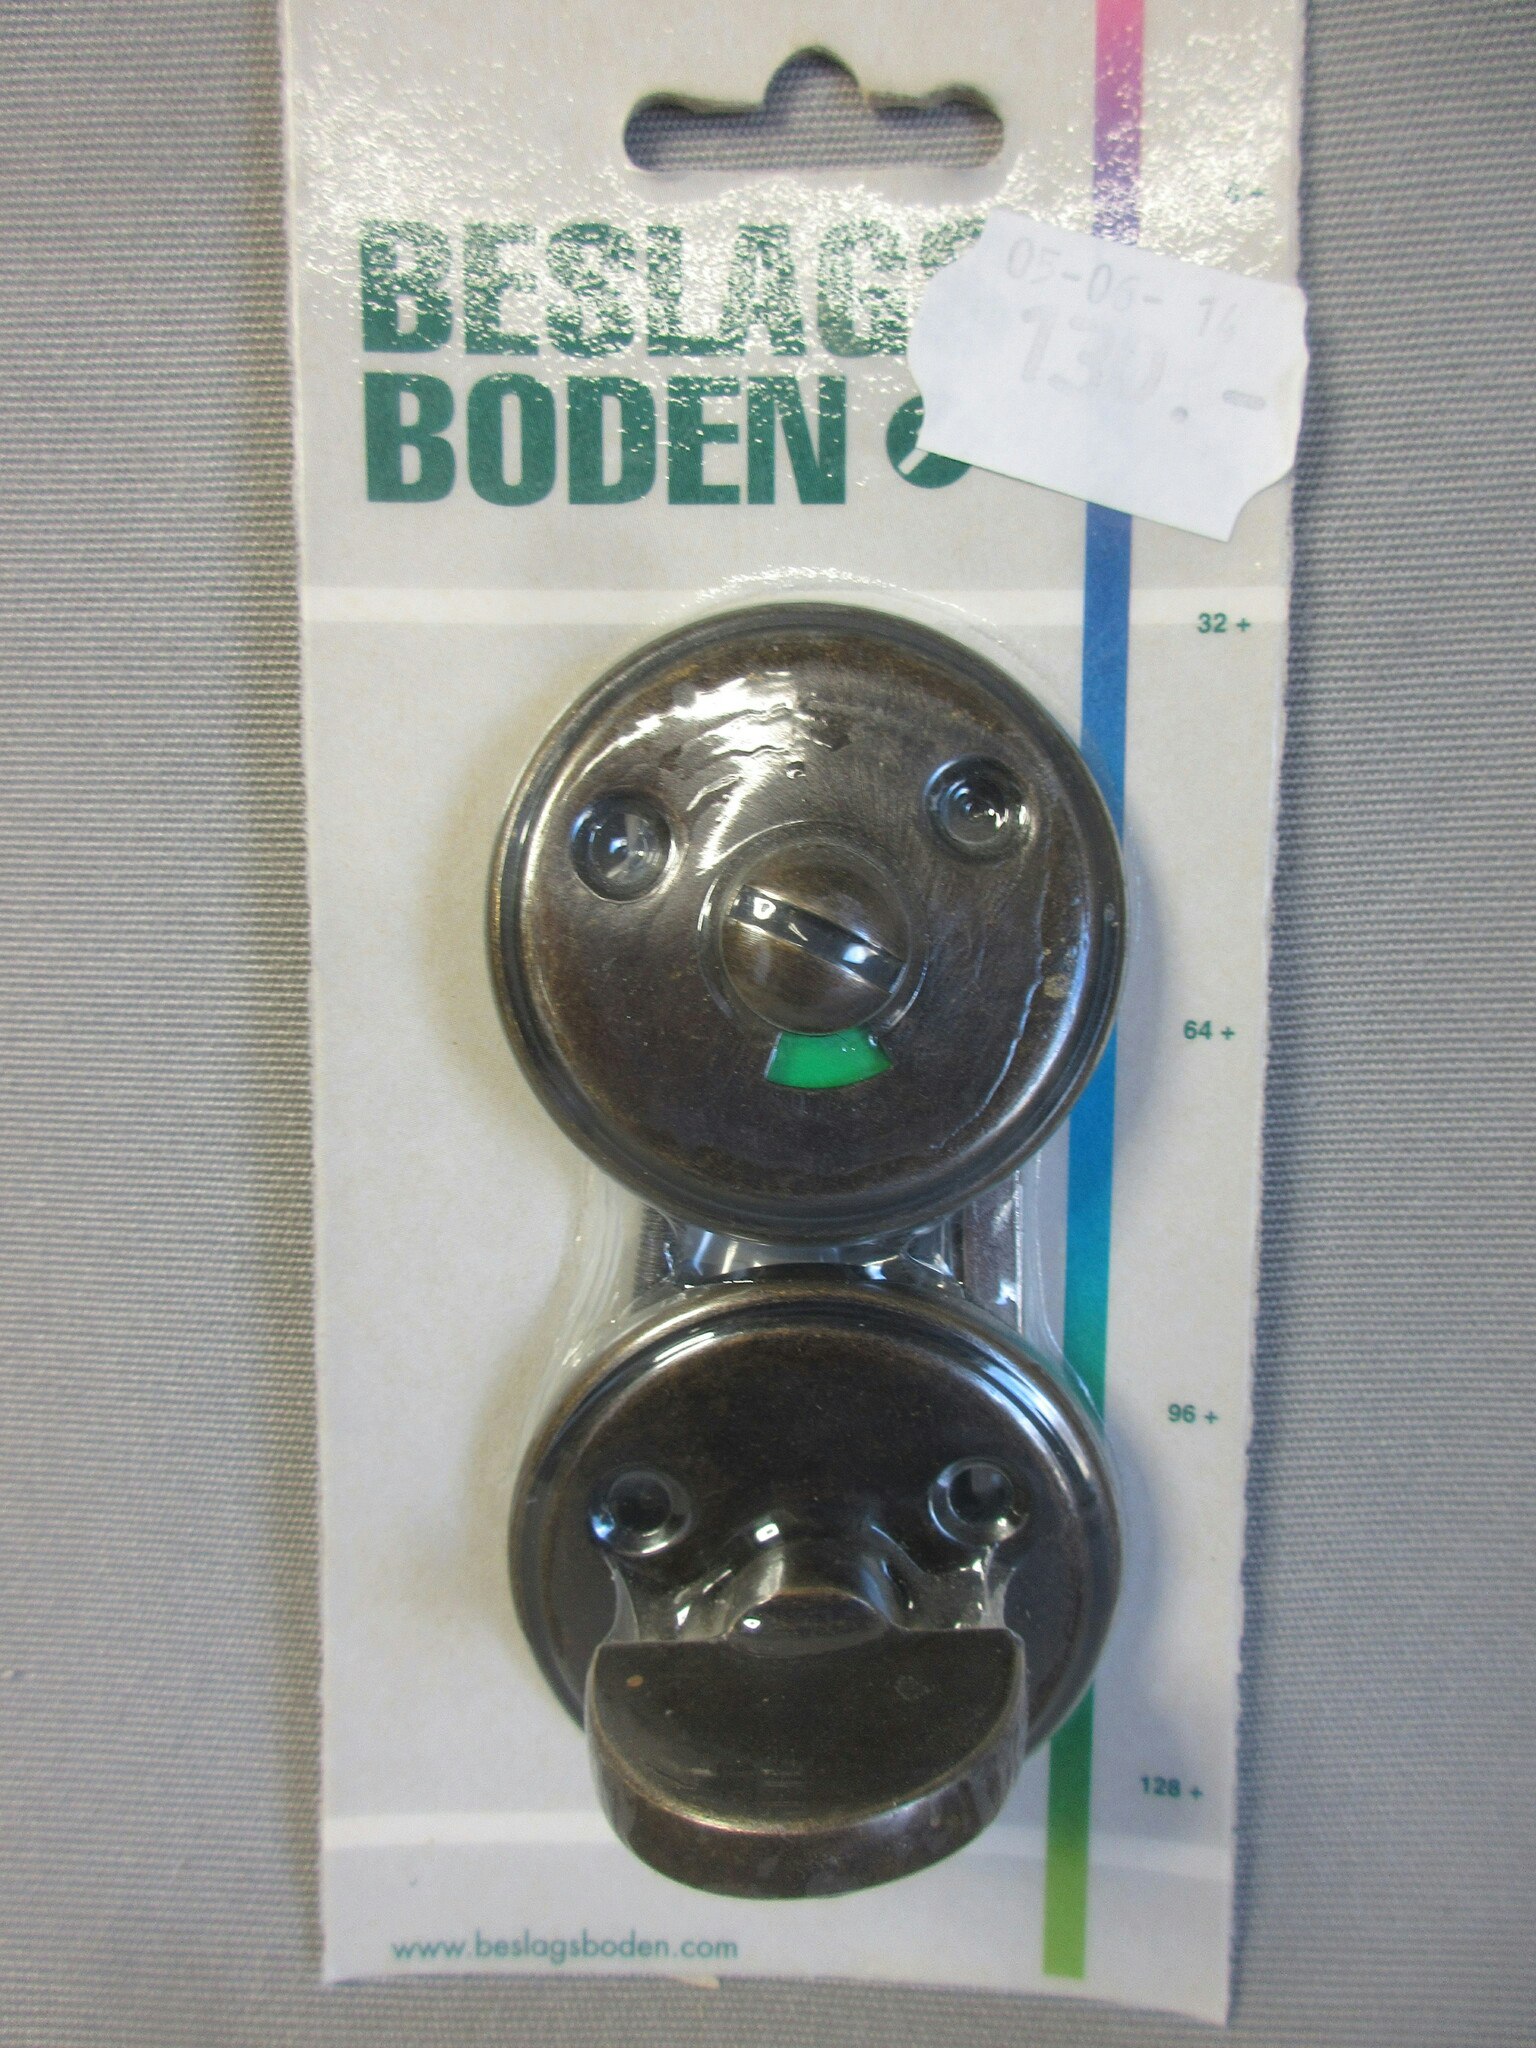 BESLAGS
BODEN
05-06-14
130.-
32 +
64 +
96 +
128 +
www.beslagsboden.com